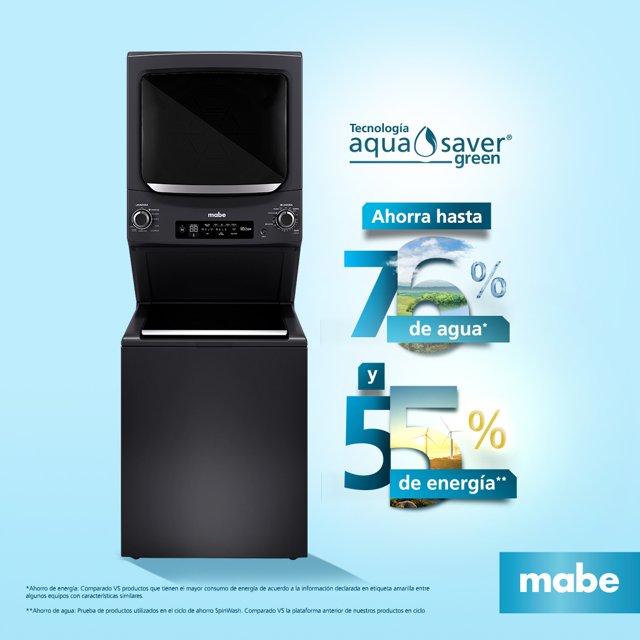 Tecnología
aqua saver®
green
Ahorra hasta
76%
de agua*
y
55%
de energía**
mabe
mabe
*Ahorro de energía: Comparado VS productos que tienen el mayor consumo de energía de acuerdo a la información declarada en etiqueta amarilla entre
algunos equipos con características similares.
**Ahorro de agua: Prueba de productos utilizados en el ciclo de ahorro SpinWash. Comparado VS la plataforma anterior de nuestros productos en ciclo